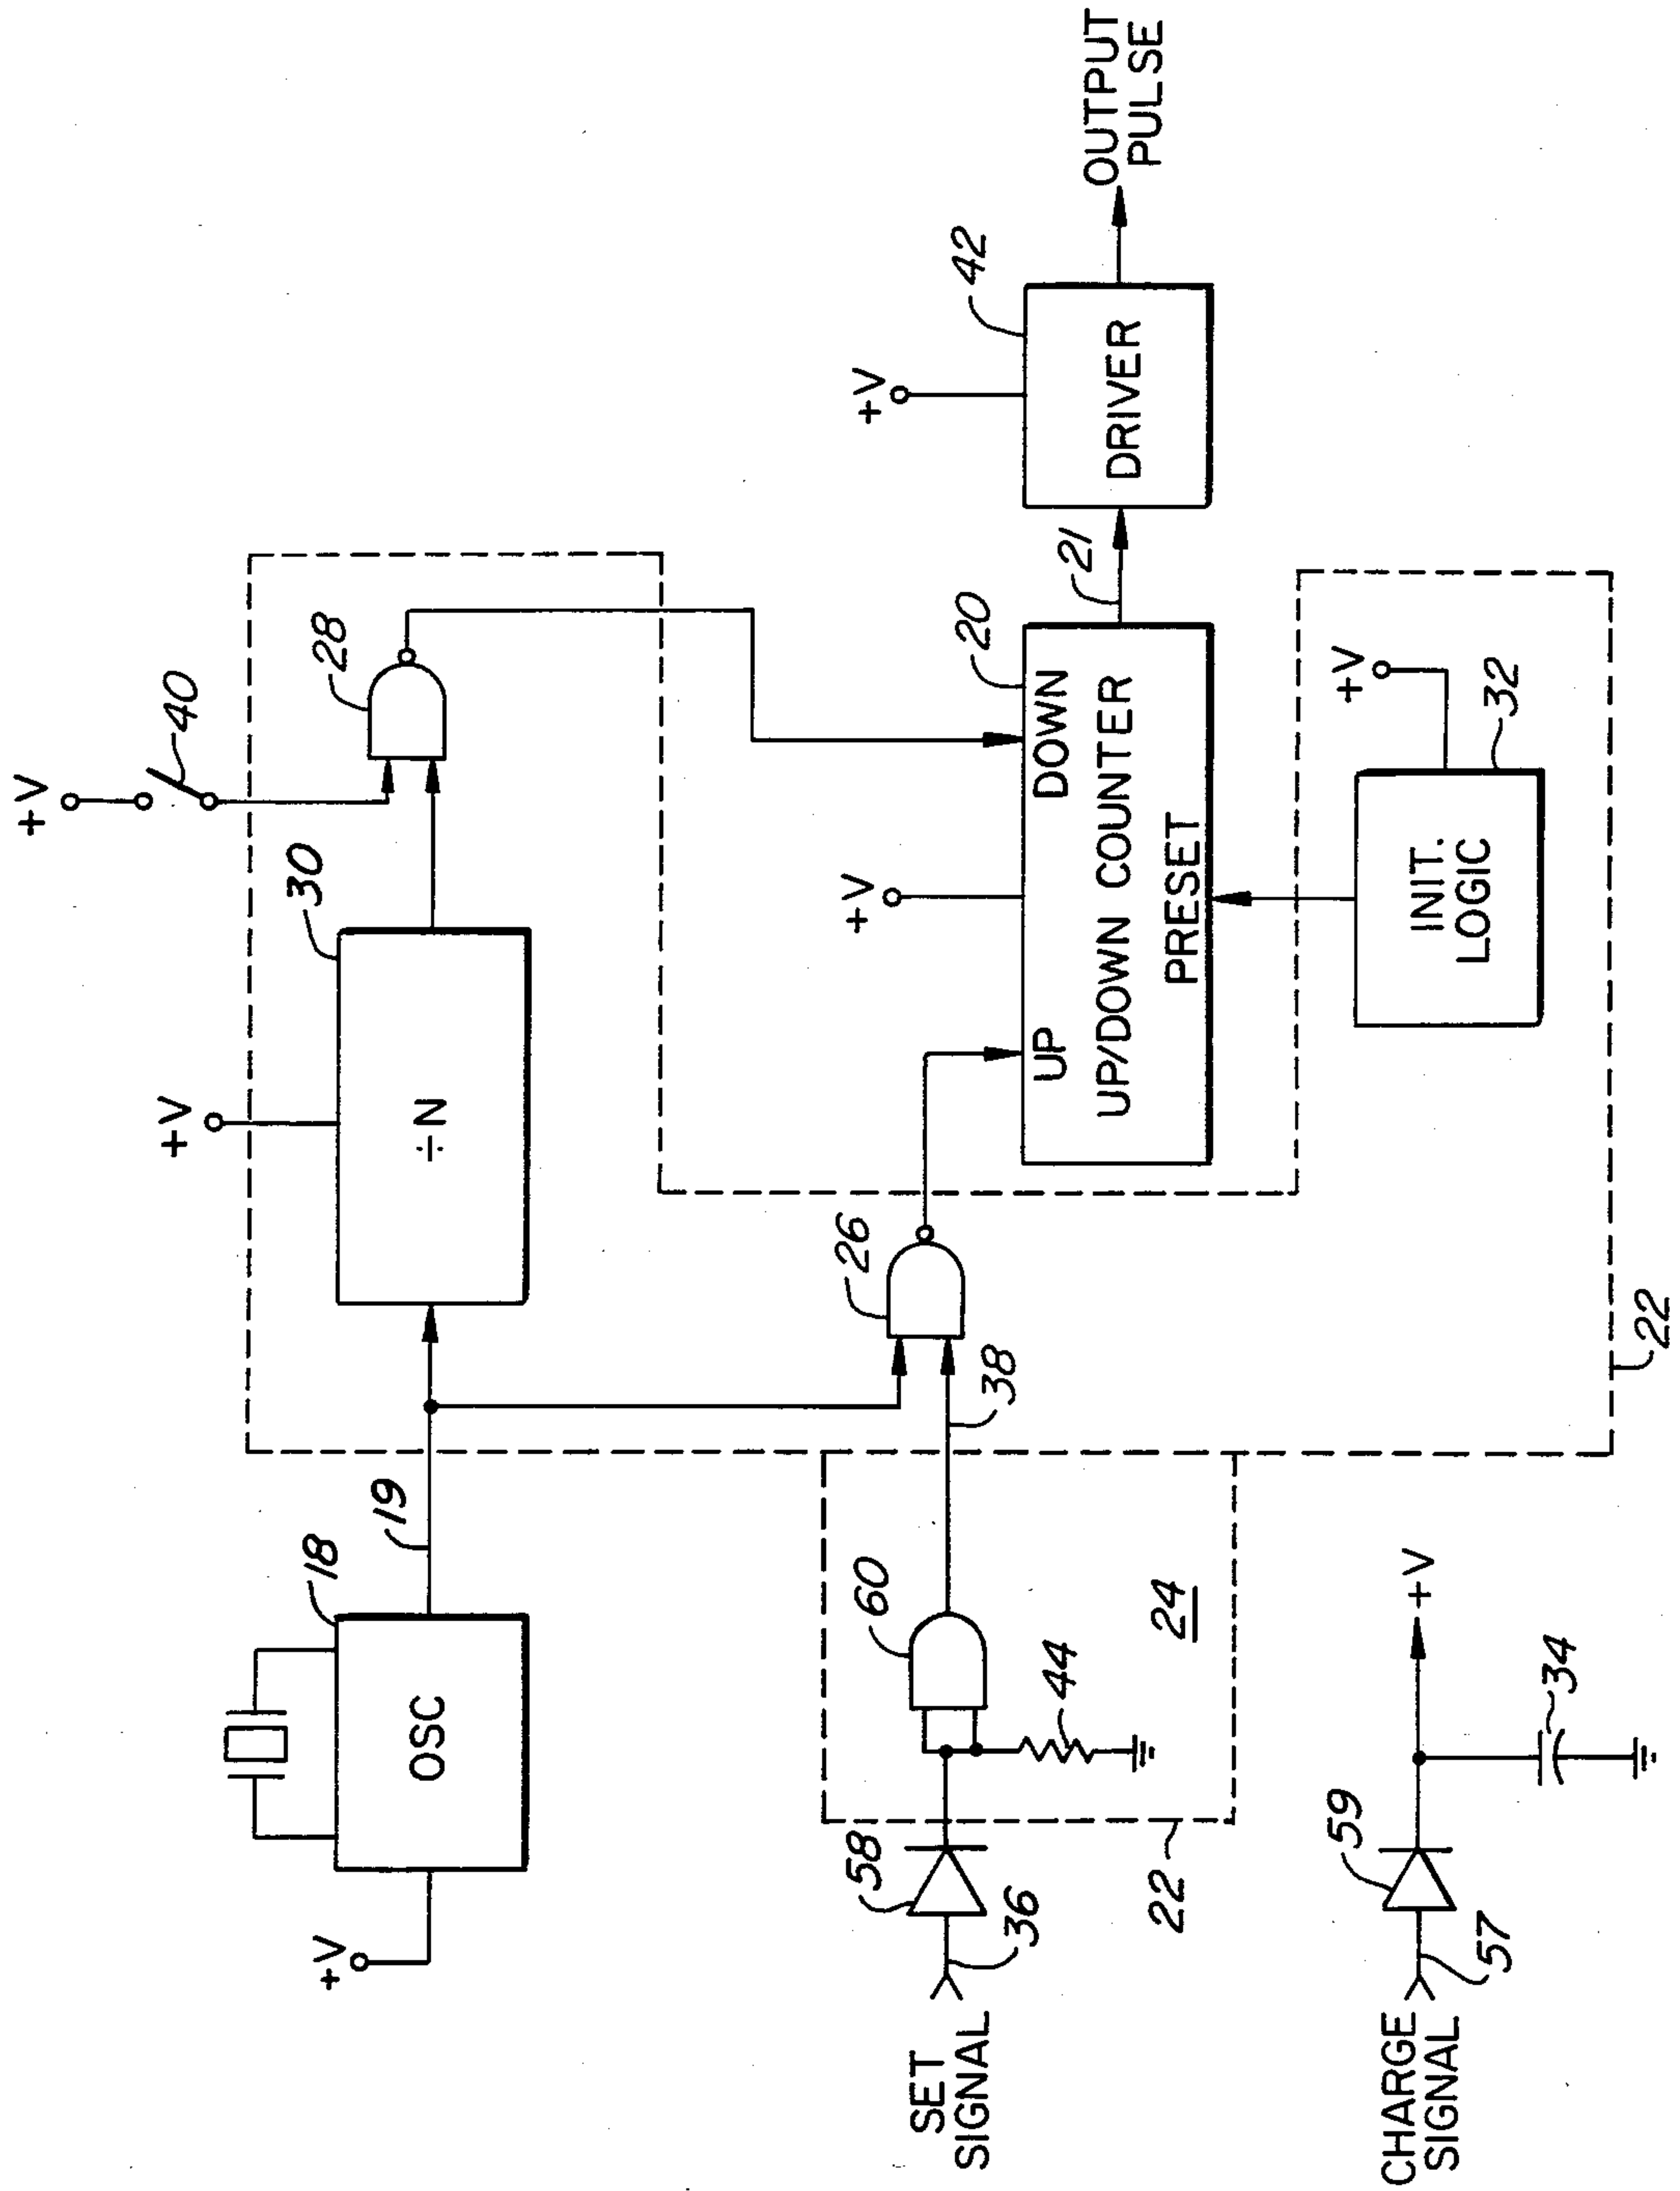 +V
40
+V
30
28
÷N
18
19
OSC
+V
26
38
+V
20
UP
DOWN
UP/DOWN COUNTER
PRESET
21
+V
42
DRIVER
OUTPUT
PULSE
60
44
24
58
36
SET
SIGNAL
22
INIT.
LOGIC
+V
32
22
59
57
CHARGE
SIGNAL
+V
34